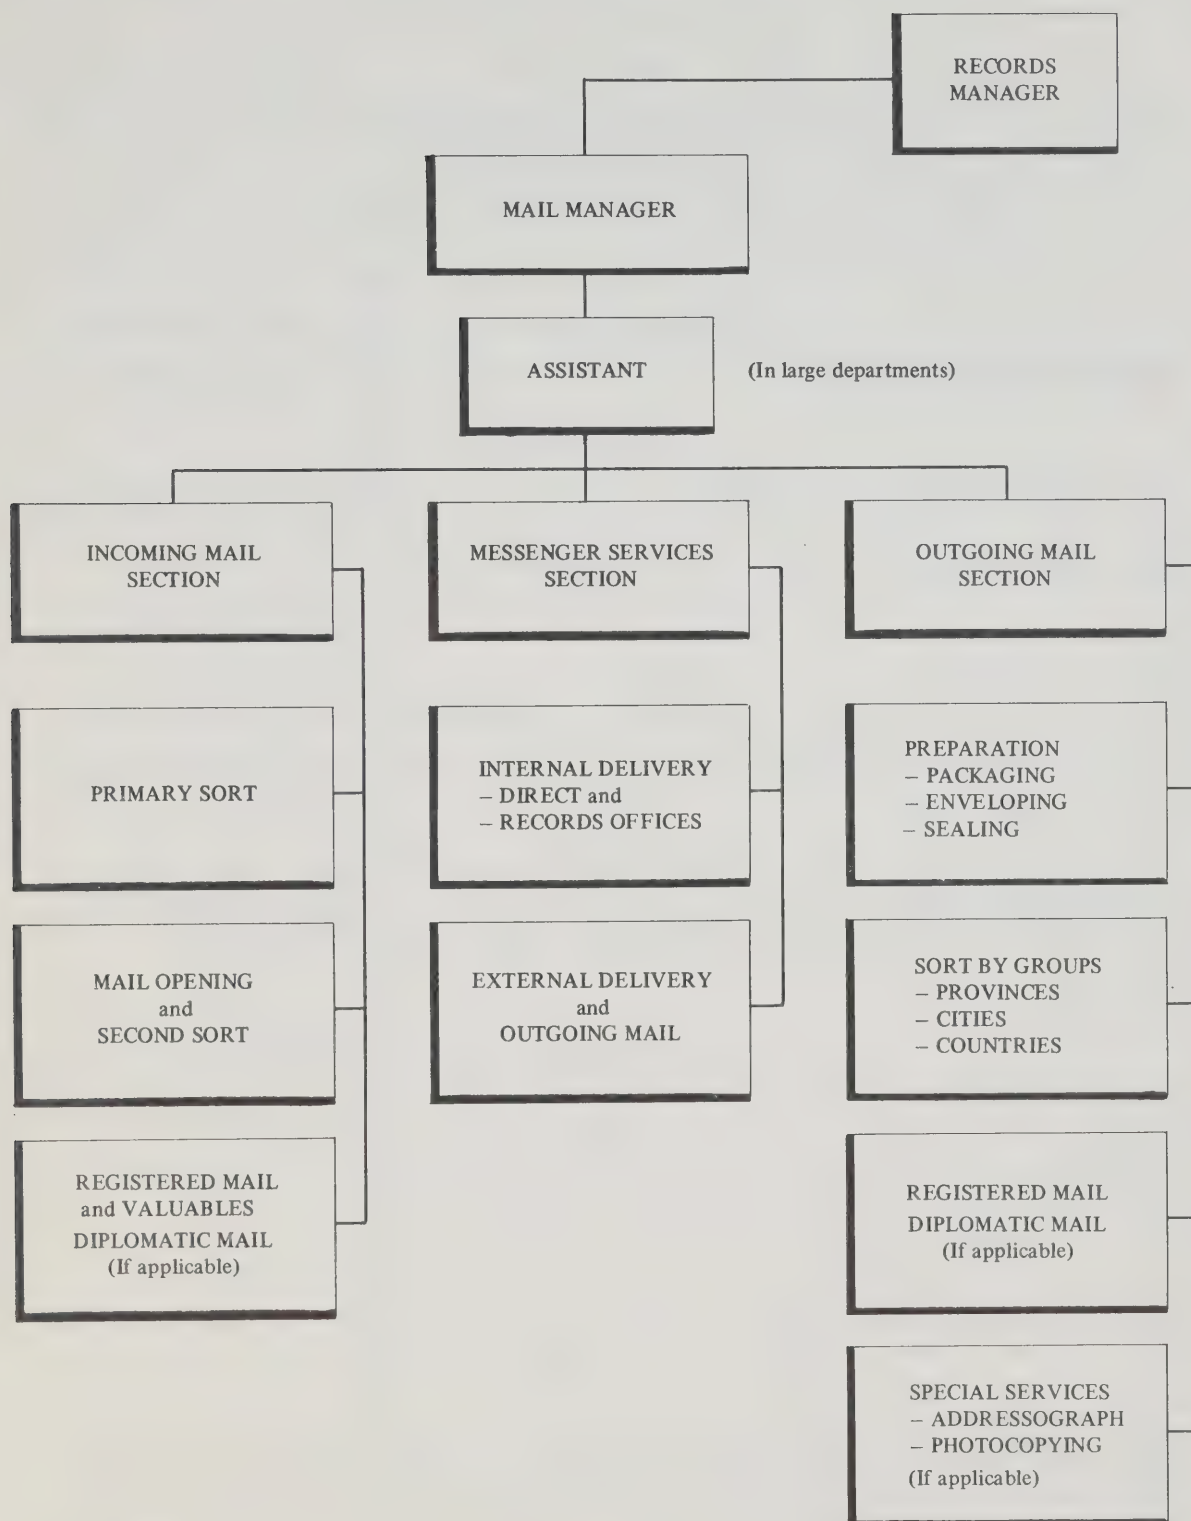 RECORDS
MANAGER
MAIL MANAGER
ASSISTANT
(In large departments)
INCOMING MAIL
SECTION
PRIMARY SORT
MAIL OPENING
and
SECOND SORT
REGISTERED MAIL
and VALUABLES
DIPLOMATIC MAIL
(If applicable)
MESSENGER SERVICES
SECTION
INTERNAL DELIVERY
– DIRECT and
– RECORDS OFFICES
EXTERNAL DELIVERY
and
OUTGOING MAIL
OUTGOING MAIL
SECTION
PREPARATION
– PACKAGING
– ENVELOPING
– SEALING
SORT BY GROUPS
– PROVINCES
– CITIES
– COUNTRIES
REGISTERED MAIL
DIPLOMATIC MAIL
(If applicable)
SPECIAL SERVICES
– ADDRESSOGRAPH
– PHOTOCOPYING
(If applicable)